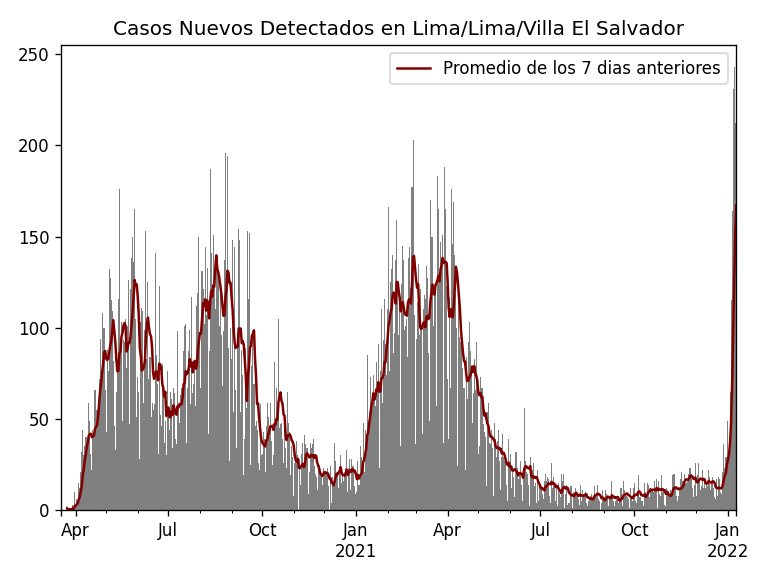 Casos Nuevos Detectados en Lima/Lima/Villa El Salvador
Promedio de los 7 dias anteriores
250
200
150
100
50
0
Apr Jul Oct Jan Apr Jul Oct Jan
2021 2022